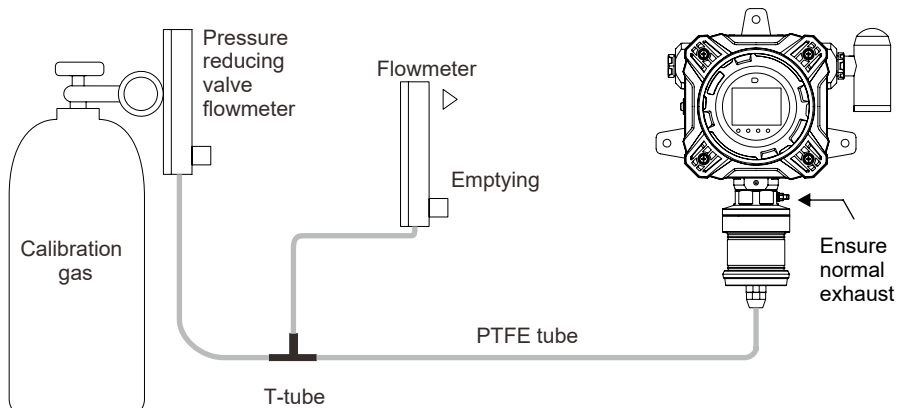 Pressure
reducing
valve
flowmeter
Flowmeter
Emptying
Calibration
gas
Ensure
normal
exhaust
PTFE tube
T-tube